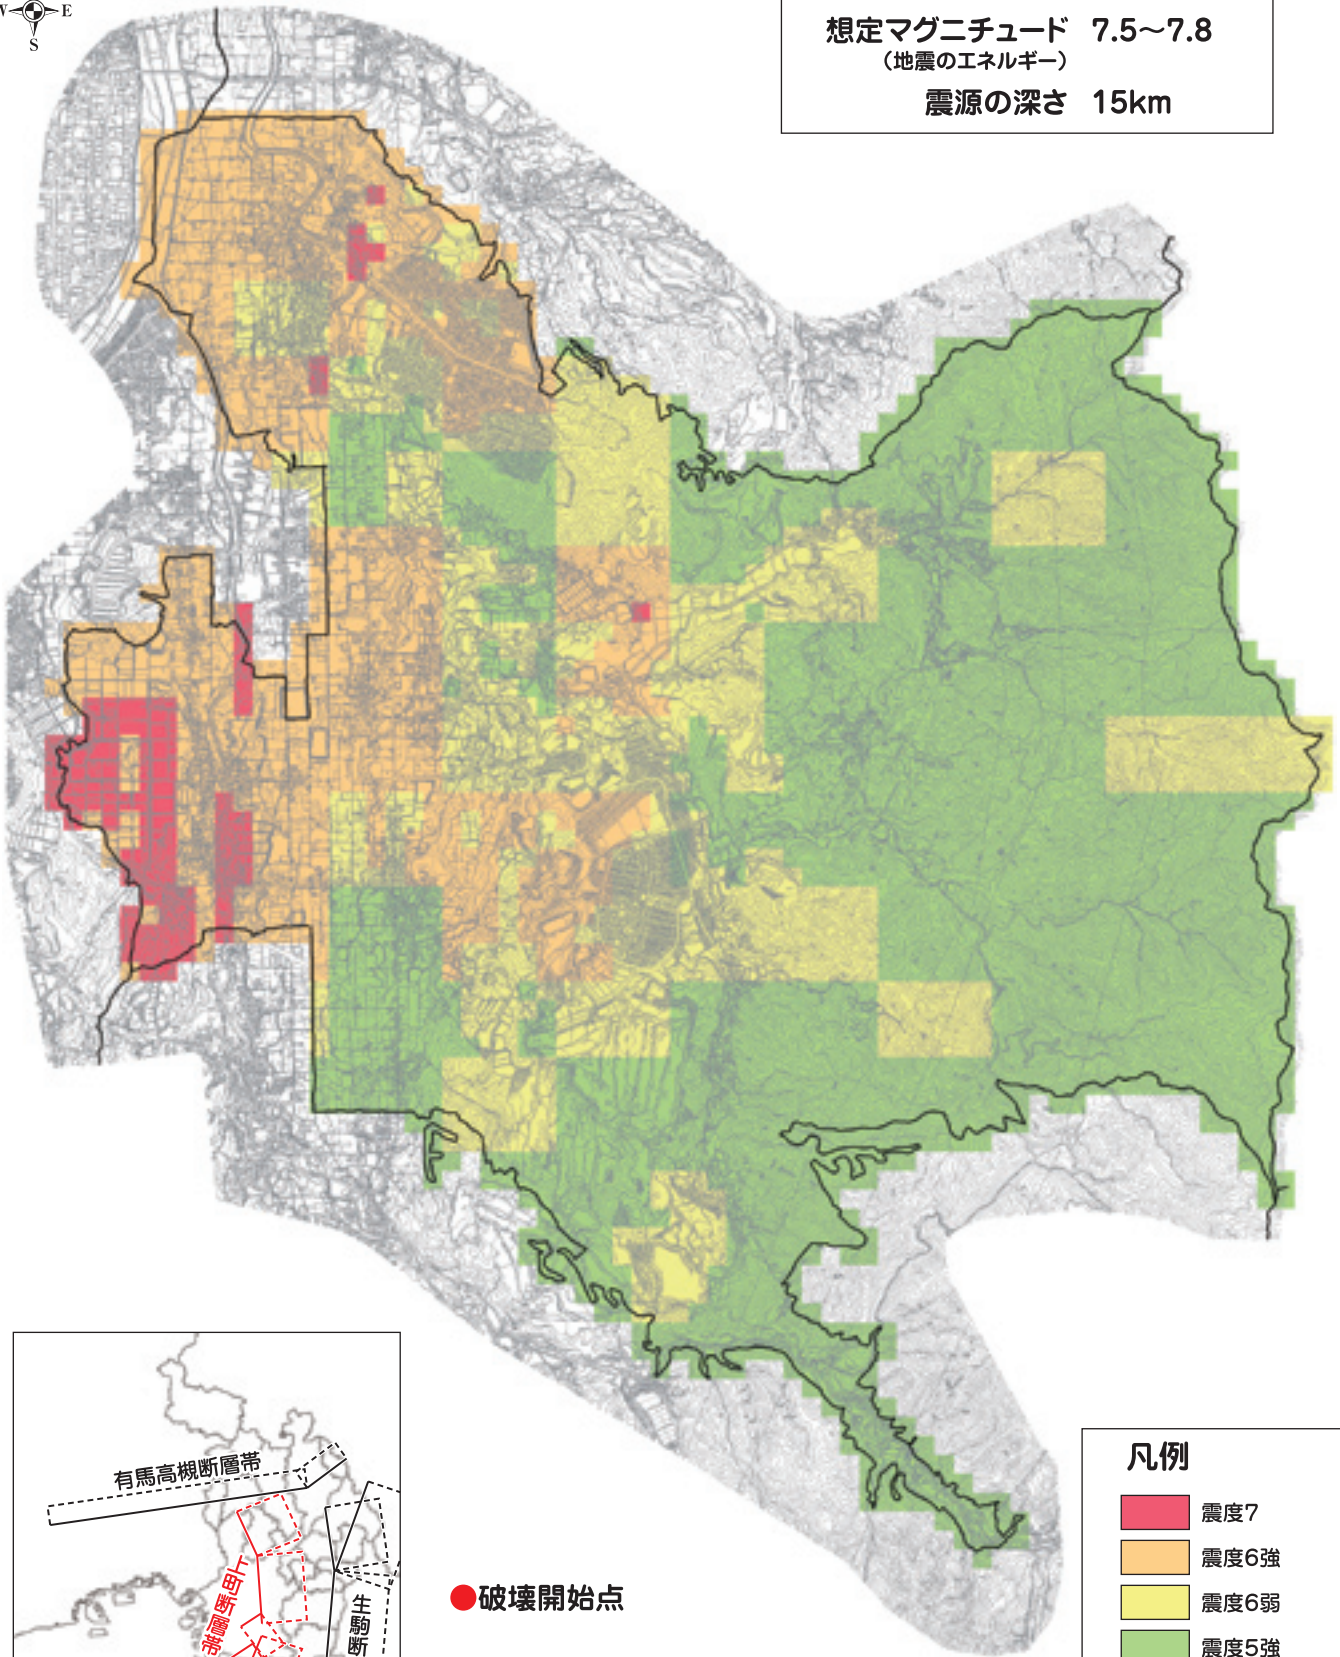 E
S
想定マグニチュード 7.5～7.8
（地震のエネルギー）
震源の深さ 15km
有馬高槻断層帯
上町断層帯
生駒断
●破壊開始点
凡例
震度7
震度6強
震度6弱
震度5強